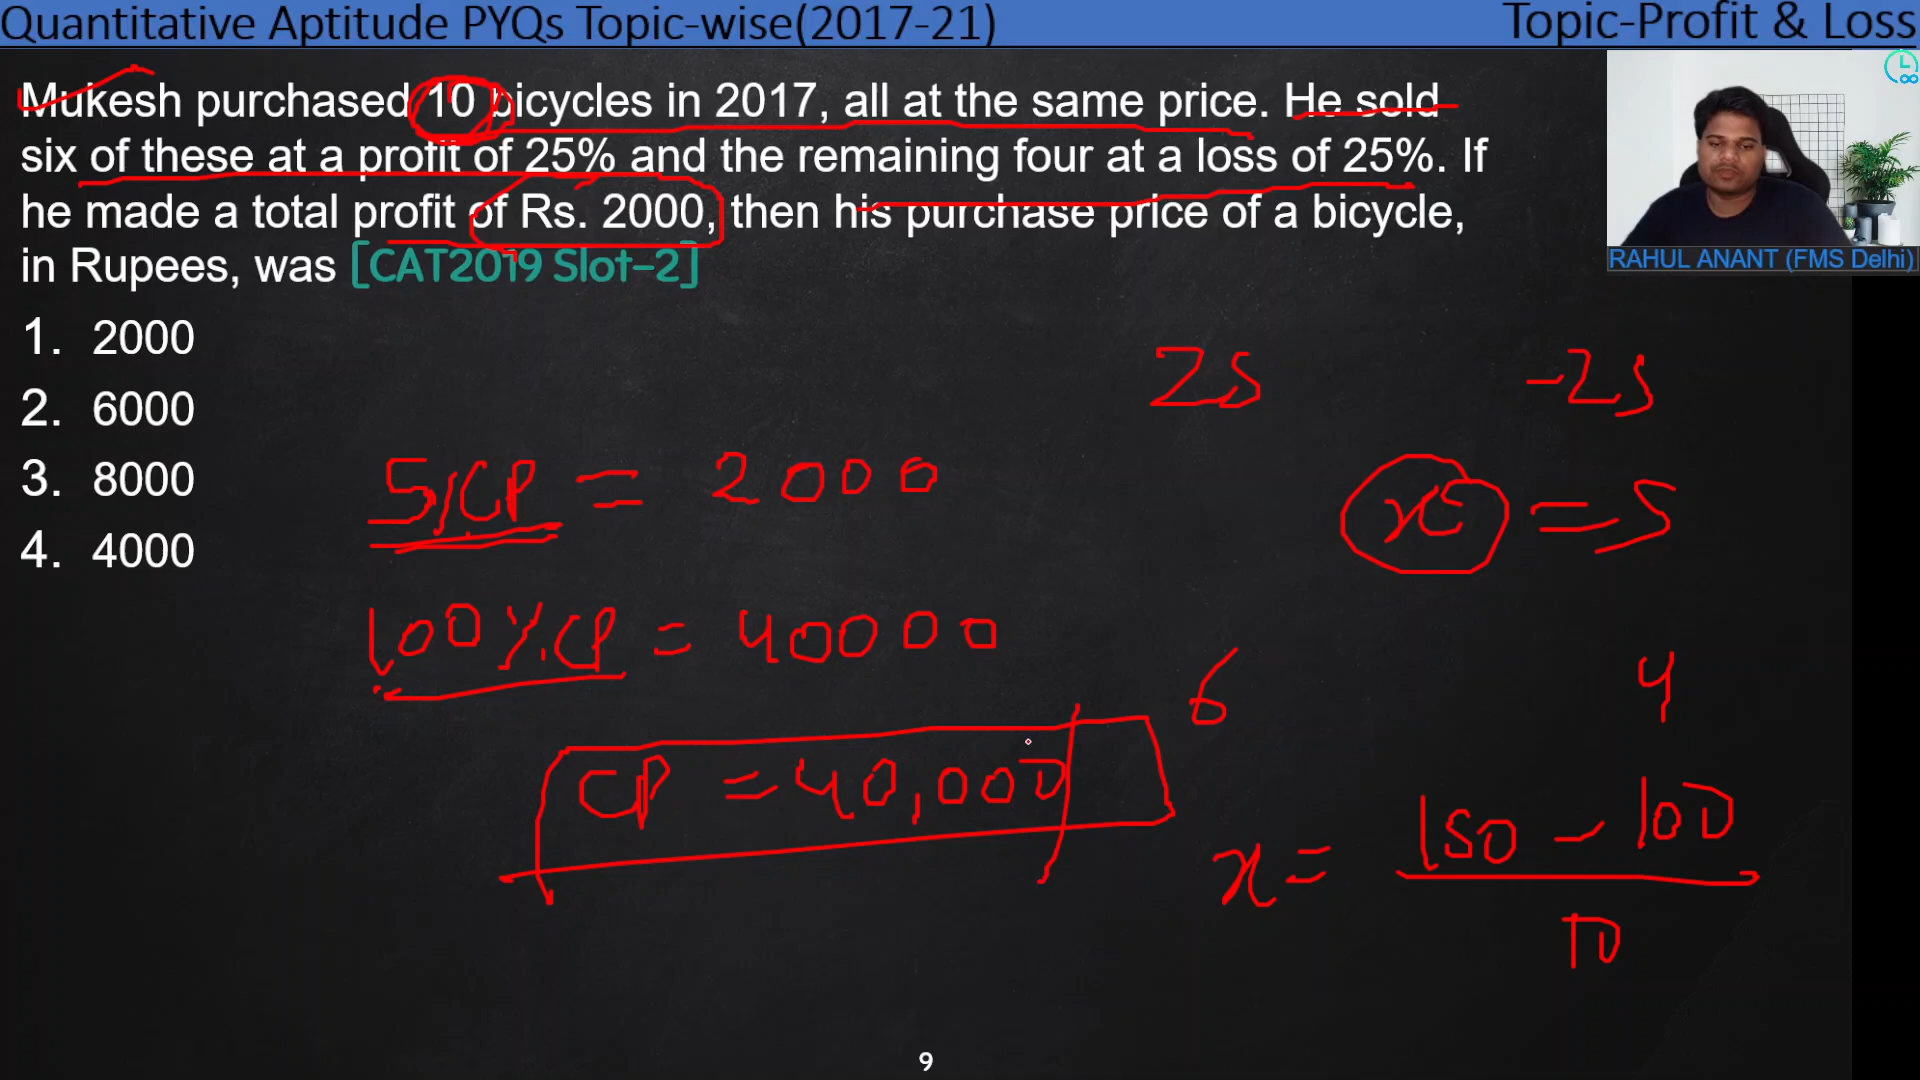 Quantitative Aptitude PYQs Topic-wise(2017-21)
Topic-Profit & Loss
Mukesh purchased 10 bicycles in 2017, all at the same price. He sold
six of these at a profit of 25% and the remaining four at a loss of 25%. If
he made a total profit of Rs. 2000, then his purchase price of a bicycle,
in Rupees, was [CAT2019 Slot-2]
RAHUL ANANT (FMS Delhi)
1. 2000
2. 6000
3. 8000
4. 4000
25 -25
5%CP = 2000
x = 5
100%.CP = 40000
6 4
CP = 40,000
x = 150 - 100
10
9